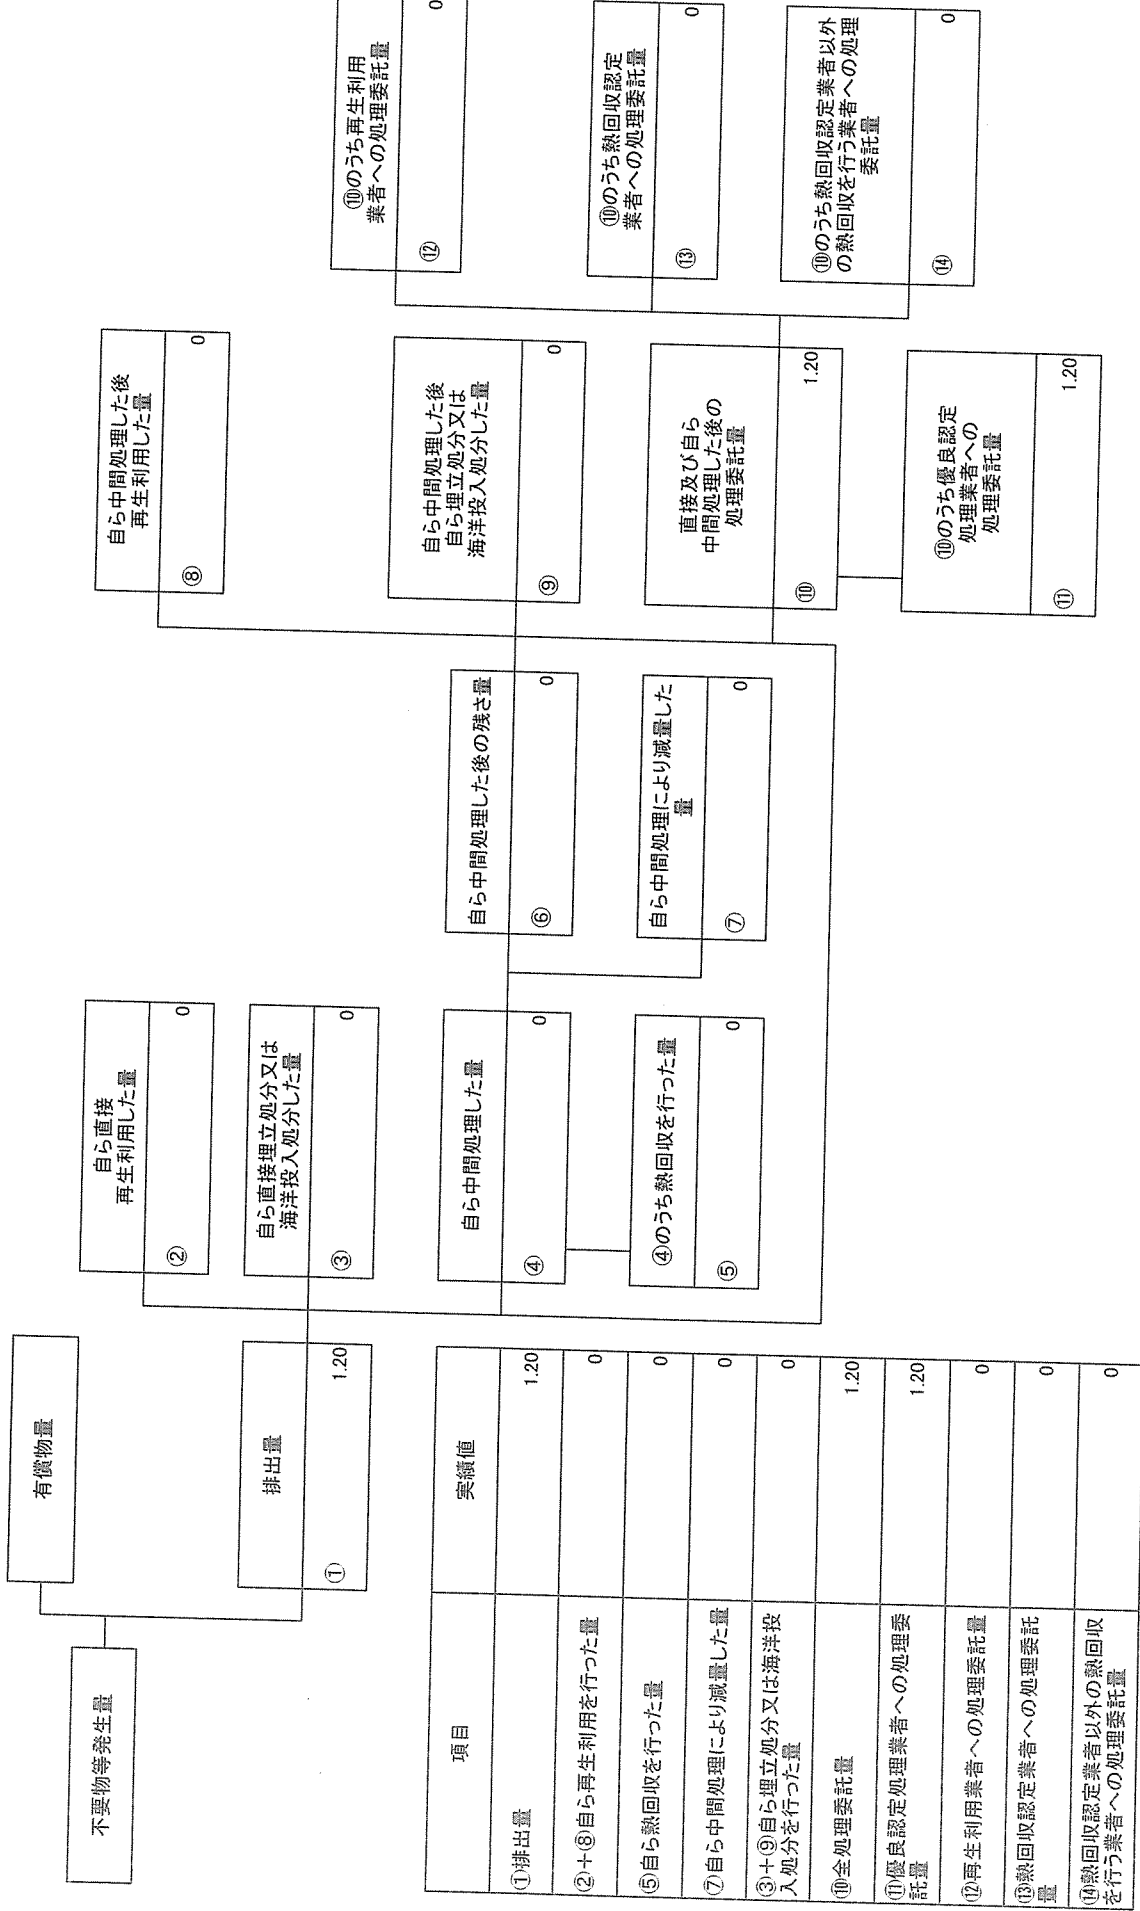 不要物等発生量
有償物量
排出量
①
1.20
自ら直接
再生利用した量
②
0
自ら直接埋立処分又は
海洋投入処分した量
③
0
自ら中間処理した量
④
0
④のうち熱回収を行った量
⑤
0
自ら中間処理した後の残さ量
⑥
0
自ら中間処理により減量した
量
⑦
0
自ら中間処理した後
再生利用した量
⑧
0
自ら中間処理した後
自ら埋立処分又は
海洋投入処分した量
⑨
0
直接及び自ら
中間処理した後の
処理委託量
⑩
1.20
⑩のうち優良認定
処理業者への
処理委託量
⑪
1.20
⑩のうち再生利用
業者への処理委託量
⑫
0
⑩のうち熱回収認定
業者への処理委託量
⑬
0
⑩のうち熱回収認定業者以外
の熱回収を行う業者への処理
委託量
⑭
0
項目 実績値
①排出量 1.20
②+⑧自ら再生利用を行った量 0
⑤自ら熱回収を行った量 0
⑦自ら中間処理により減量した量 0
③+⑨自ら埋立処分又は海洋投
入処分を行った量 0
⑩全処理委託量 1.20
⑪優良認定処理業者への処理委
託量 1.20
⑫再生利用業者への処理委託量 0
⑬熱回収認定業者への処理委託
量 0
⑭熱回収認定業者以外の熱回収
を行う業者への処理委託量 0